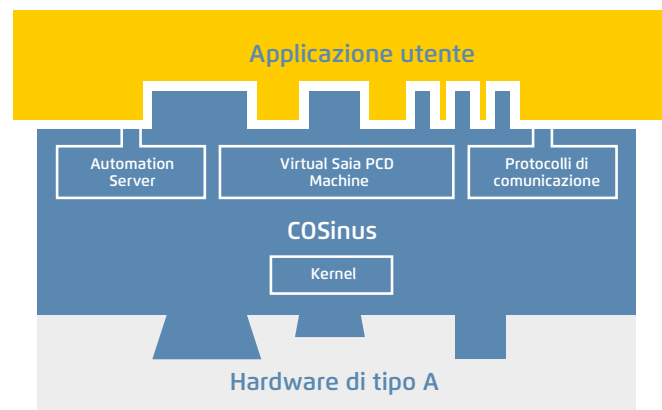 Applicazione utente
Automation
Server
Virtual Saia PCD
Machine
Protocolli di
comunicazione
COSinus
Kernel
Hardware di tipo A